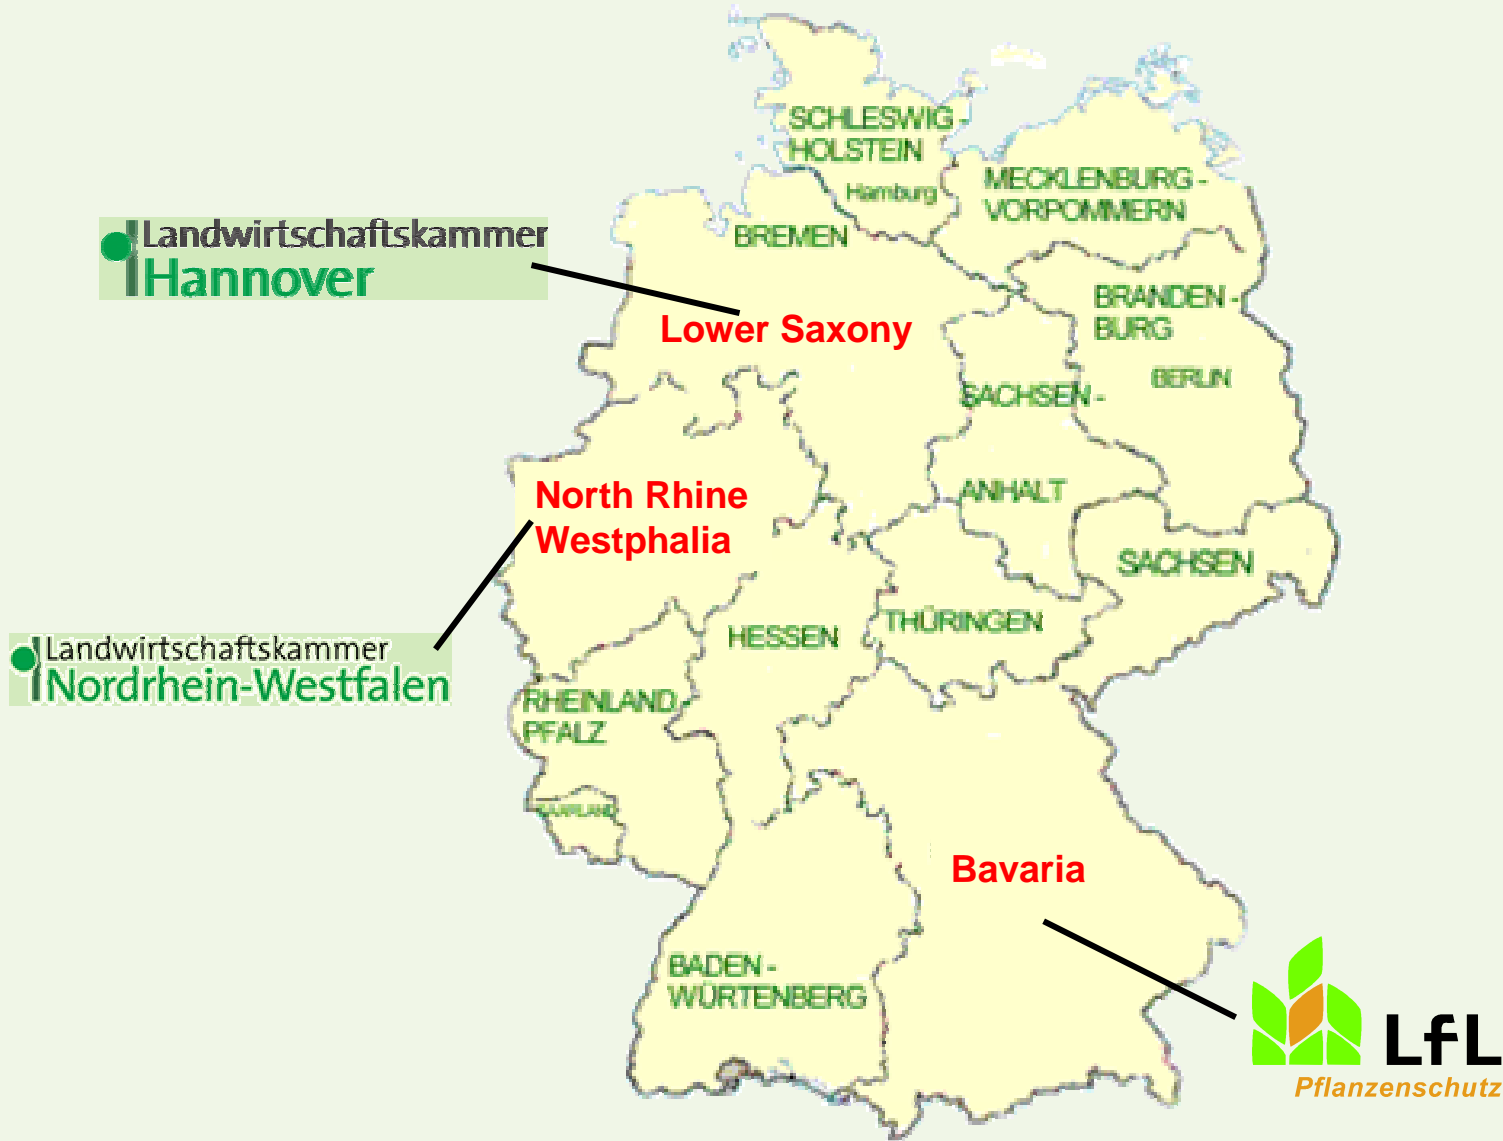 SCHLESWIG -
HOLSTEIN
Hamburg
MECKLENBURG -
VORPOMMERN
BREMEN
Landwirtschaftskammer
Hannover
BRANDEN -
BURG
Lower Saxony
BERLIN
SACHSEN -
ANHALT
North Rhine
Westphalia
SACHSEN
THÜRINGEN
HESSEN
Landwirtschaftskammer
Nordrhein-Westfalen
RHEINLAND -
PFALZ
SAARLAND
Bavaria
BADEN -
WÜRTENBERG
LfL
Pflanzenschutz